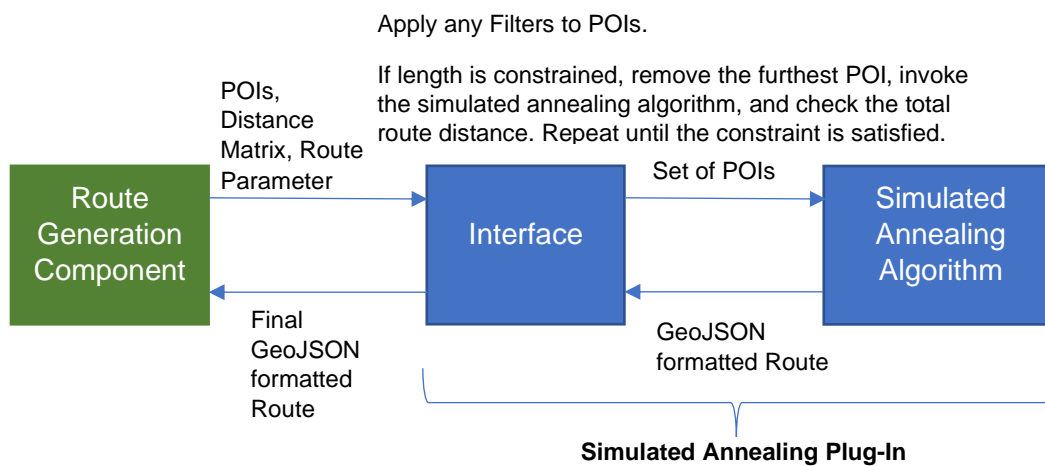 Apply any Filters to POIs.
If length is constrained, remove the furthest POI, invoke
the simulated annealing algorithm, and check the total
route distance. Repeat until the constraint is satisfied.
POIs,
Distance
Matrix, Route
Parameter
Set of POIs
Route
Generation
Component
Interface
Simulated
Annealing
Algorithm
Final
GeoJSON
formatted
Route
GeoJSON
formatted Route
Simulated Annealing Plug-In